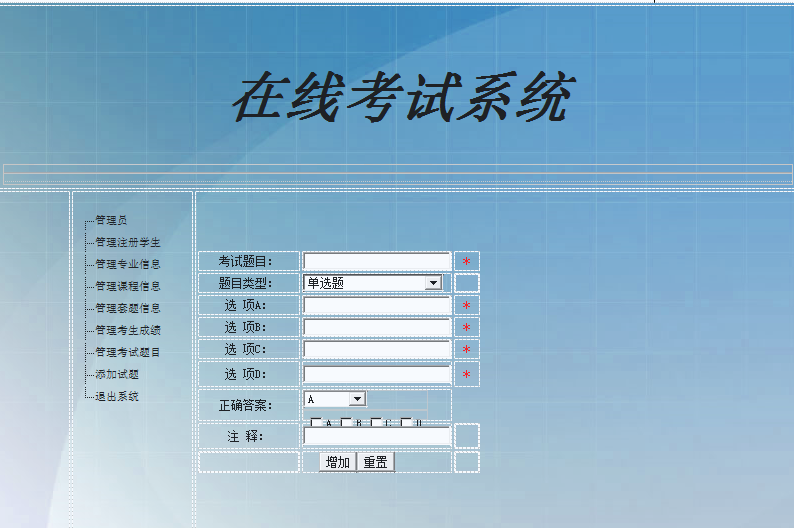 在线考试系统
管理员
管理注册学生
管理专业信息
管理课程信息
管理套题信息
管理考生成绩
管理考试题目
添加试题
退出系统
考试题目: *
题目类型: 单选题
选 项A: *
选 项B: *
选 项C: *
选 项D: *
正确答案: A
A B C D
注 释:
增加 重置